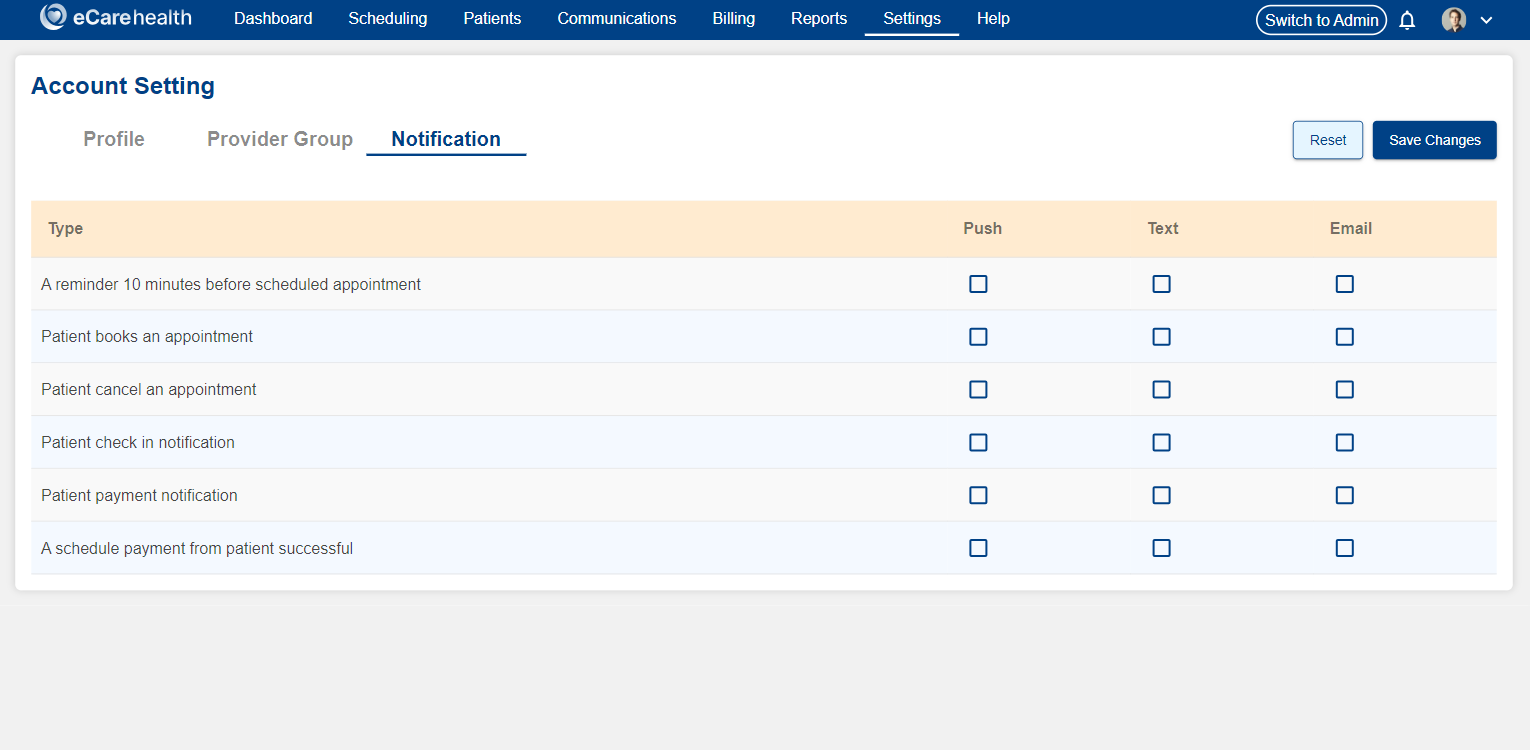 eCarehealth Dashboard Scheduling Patients Communications Billing Reports Settings Help Switch to Admin
Account Setting
Profile Provider Group Notification Reset Save Changes
Type Push Text Email
A reminder 10 minutes before scheduled appointment
Patient books an appointment
Patient cancel an appointment
Patient check in notification
Patient payment notification
A schedule payment from patient successful